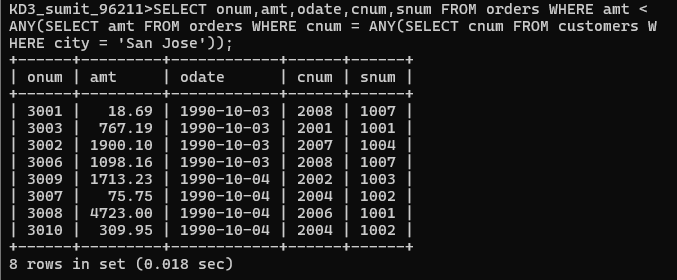 KD3_sumit_96211>SELECT onum,amt,odate,cnum,snum FROM orders WHERE amt <
ANY(SELECT amt FROM orders WHERE cnum = ANY(SELECT cnum FROM customers W
HERE city = 'San Jose'));
+------+---------+------------+------+------+
| onum | amt     | odate      | cnum | snum |
+------+---------+------------+------+------+
| 3001 |   18.69 | 1990-10-03 | 2008 | 1007 |
| 3003 |  767.19 | 1990-10-03 | 2001 | 1001 |
| 3002 | 1900.10 | 1990-10-03 | 2007 | 1004 |
| 3006 | 1098.16 | 1990-10-03 | 2008 | 1007 |
| 3009 | 1713.23 | 1990-10-04 | 2002 | 1003 |
| 3007 |   75.75 | 1990-10-04 | 2004 | 1002 |
| 3008 | 4723.00 | 1990-10-04 | 2006 | 1001 |
| 3010 |  309.95 | 1990-10-04 | 2004 | 1002 |
+------+---------+------------+------+------+
8 rows in set (0.018 sec)